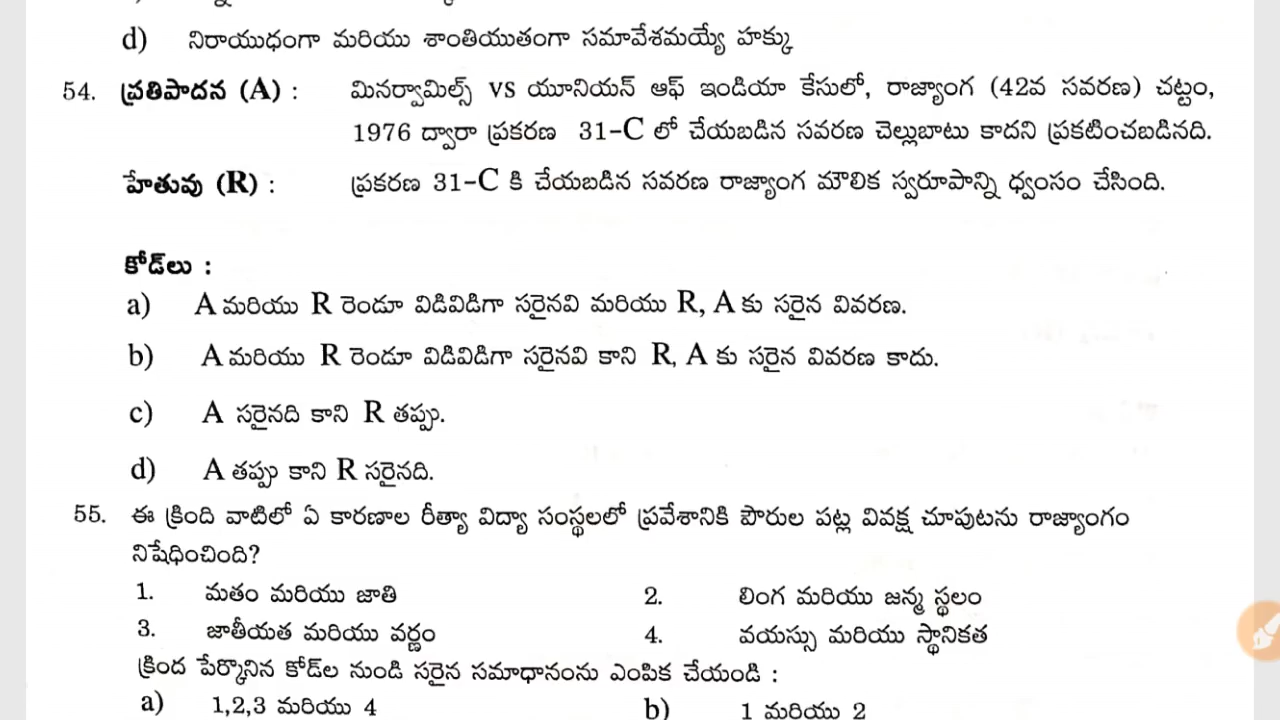 d) నిరాయుధంగా మరియు శాంతియుతంగా సమావేశమయ్యే హక్కు
54. ప్రతిపాదన (A) : మినర్వామిల్స్ vs యూనియన్ ఆఫ్ ఇండియా కేసులో, రాజ్యాంగ (42వ సవరణ) చట్టం,
1976 ద్వారా ప్రకరణ 31-C లో చేయబడిన సవరణ చెల్లుబాటు కాదని ప్రకటించబడినది.
హేతువు (R) : ప్రకరణ 31-C కి చేయబడిన సవరణ రాజ్యాంగ మౌలిక స్వరూపాన్ని ధ్వంసం చేసింది.
కోడ్‌లు :
a) A మరియు R రెండూ విడివిడిగా సరైనవి మరియు R, A కు సరైన వివరణ.
b) A మరియు R రెండూ విడివిడిగా సరైనవి కాని R, A కు సరైన వివరణ కాదు.
c) A సరైనది కాని R తప్పు.
d) A తప్పు కాని R సరైనది.
55. ఈ క్రింది వాటిలో ఏ కారణాల రీత్యా విద్యా సంస్థలలో ప్రవేశానికి పౌరుల పట్ల వివక్ష చూపుటను రాజ్యాంగం
నిషేధించింది?
1. మతం మరియు జాతి 2. లింగ మరియు జన్మ స్థలం
3. జాతీయత మరియు వర్ణం 4. వయస్సు మరియు స్థానికత
క్రింద పేర్కొనిన కోడ్‌ల నుండి సరైన సమాధానంను ఎంపిక చేయండి :
a) 1,2,3 మరియు 4 b) 1 మరియు 2